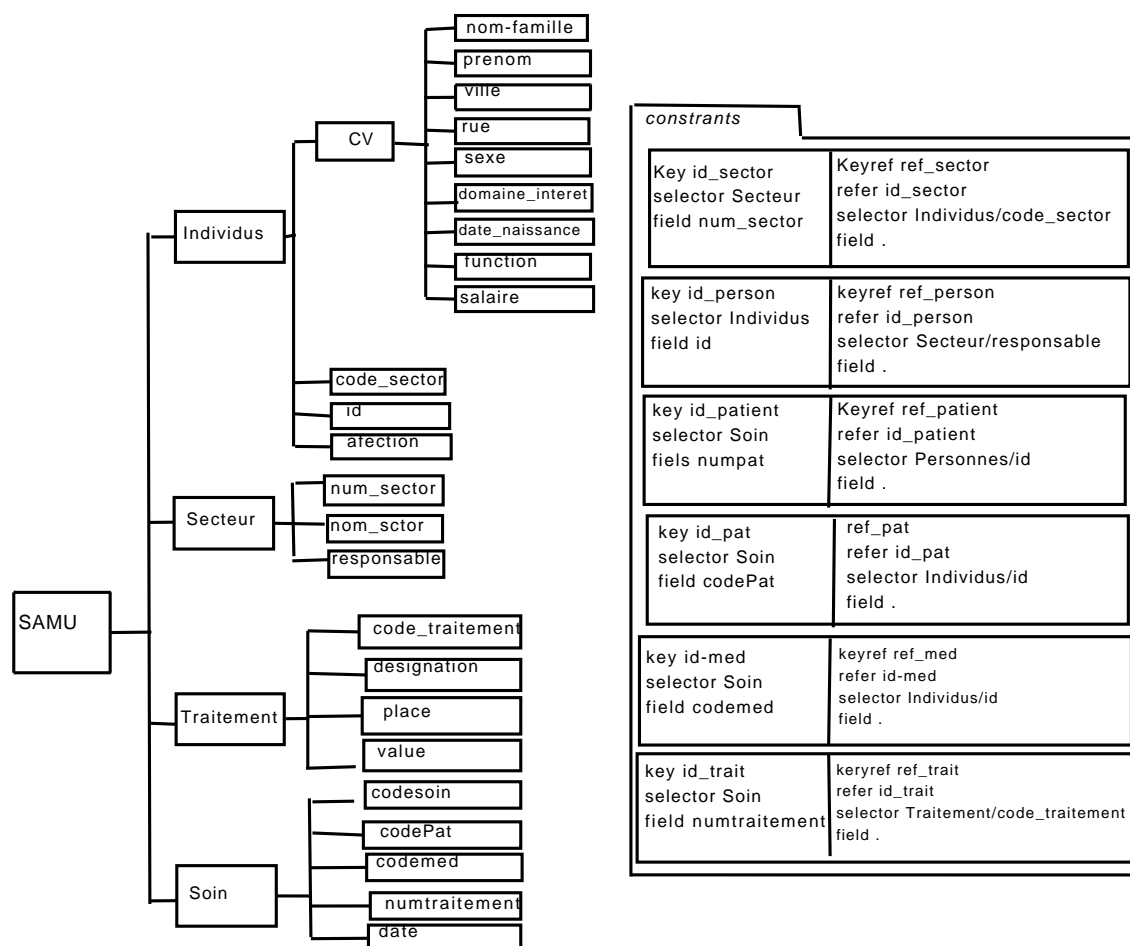 nom-famille
prenom
ville
rue
sexe
domaine_interet
date_naissance
function
salaire
CV
Individus
code_sector
id
afection
num_sector
nom_sctor
responsable
Secteur
SAMU
code_traitement
designation
place
value
Traitement
codesoin
codePat
codemed
numtraitement
date
Soin
constrants
Key id_sector
selector Secteur
field num_sector
Keyref ref_sector
refer id_sector
selector Individus/code_sector
field .
key id_person
selector Individus
field id
keyref ref_person
refer id_person
selector Secteur/responsable
field .
key id_patient
selector Soin
fiels numpat
Keyref ref_patient
refer id_patient
selector Personnes/id
field .
key id_pat
selector Soin
field codePat
ref_pat
refer id_pat
selector Individus/id
field .
key id-med
selector Soin
field codemed
keyref ref_med
refer id-med
selector Individus/id
field .
key id_trait
selector Soin
field numtraitement
keryref ref_trait
refer id_trait
selector Traitement/code_traitement
field .